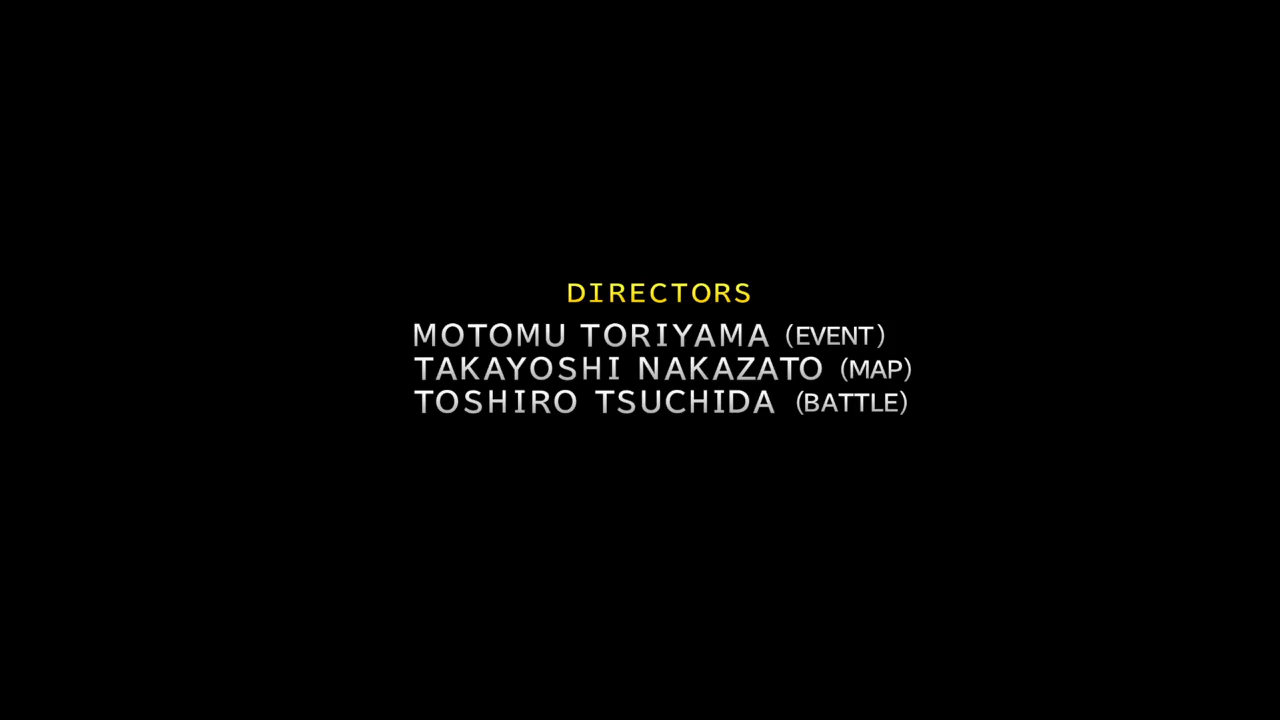 DIRECTORS
MOTOMU TORIYAMA (EVENT)
TAKAYOSHI NAKAZATO (MAP)
TOSHIRO TSUCHIDA (BATTLE)